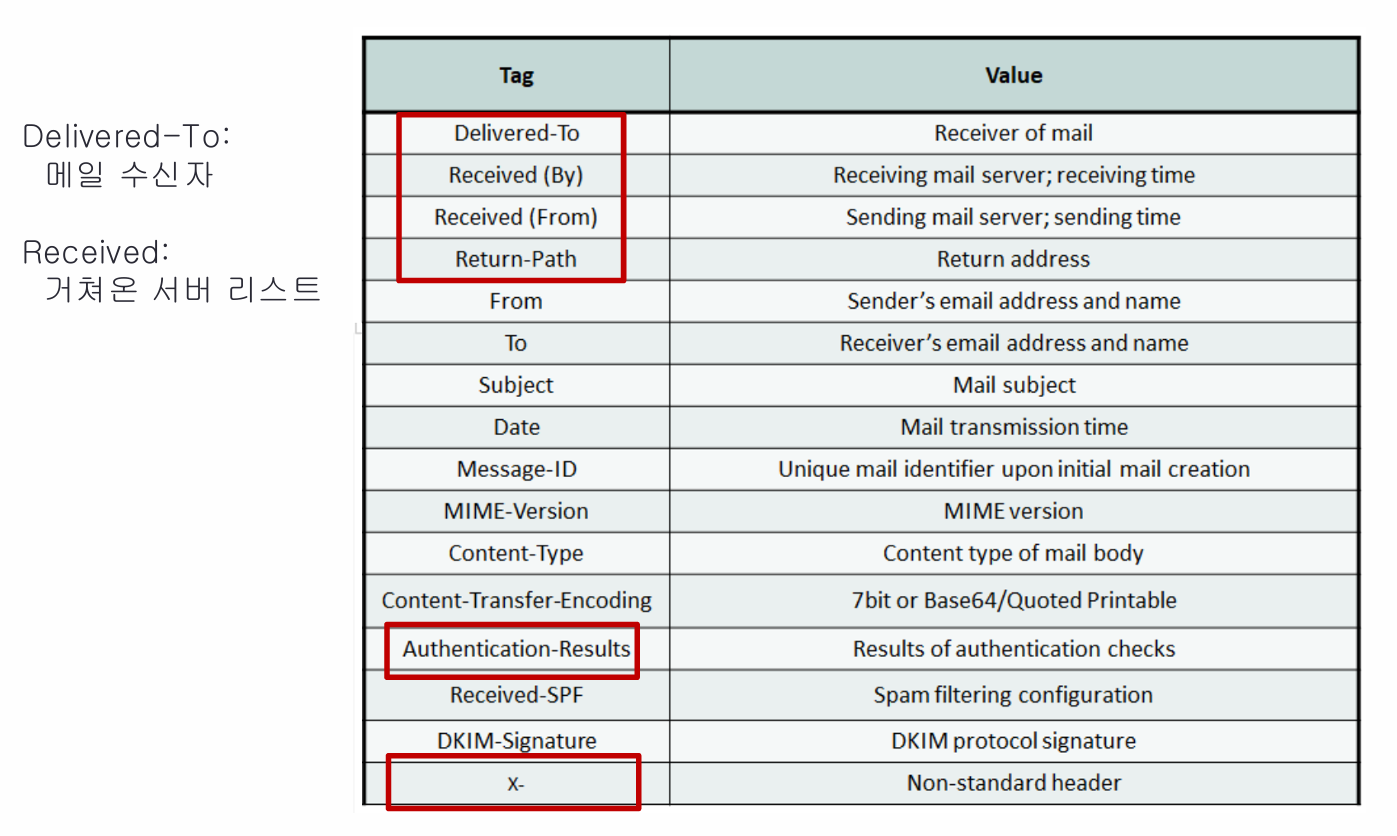 Delivered-To:
메일 수신자
Received:
거쳐온 서버 리스트
Tag Value
Delivered-To Receiver of mail
Received (By) Receiving mail server; receiving time
Received (From) Sending mail server; sending time
Return-Path Return address
From Sender's email address and name
To Receiver's email address and name
Subject Mail subject
Date Mail transmission time
Message-ID Unique mail identifier upon initial mail creation
MIME-Version MIME version
Content-Type Content type of mail body
Content-Transfer-Encoding 7bit or Base64/Quoted Printable
Authentication-Results Results of authentication checks
Received-SPF Spam filtering configuration
DKIM-Signature DKIM protocol signature
X- Non-standard header